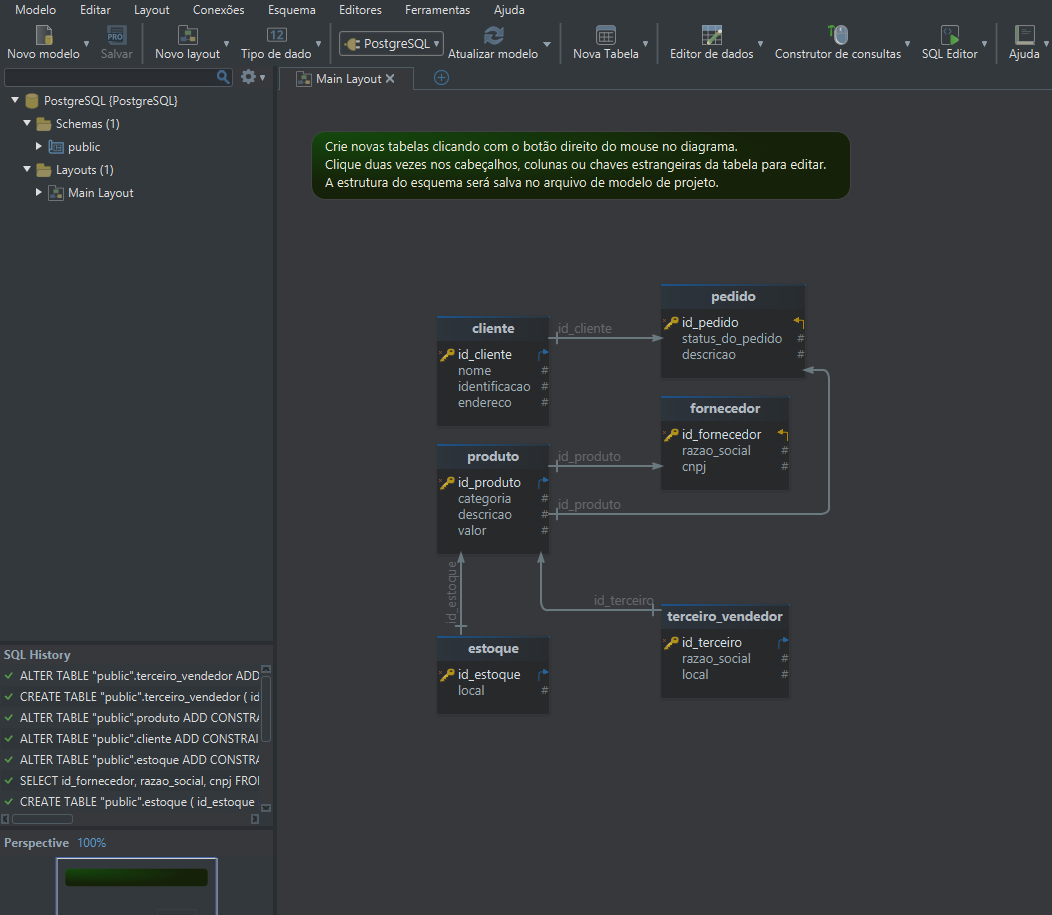 Modelo Editar Layout Conexões Esquema Editores Ferramentas Ajuda
Novo modelo PRO Salvar Novo layout 12 Tipo de dado PostgreSQL Atualizar modelo Nova Tabela Editor de dados Construtor de consultas SQL Editor Ajuda
Main Layout
PostgreSQL {PostgreSQL}
Schemas (1)
public
Layouts (1)
Main Layout
Crie novas tabelas clicando com o botão direito do mouse no diagrama.
Clique duas vezes nos cabeçalhos, colunas ou chaves estrangeiras da tabela para editar.
A estrutura do esquema será salva no arquivo de modelo de projeto.
pedido
id_pedido
status_do_pedido #
descricao #
cliente
id_cliente
nome #
identificacao #
endereco #
id_cliente
fornecedor
id_fornecedor
razao_social #
cnpj #
produto
id_produto
categoria #
descricao #
valor #
id_produto
id_produto
id_estoque
id_terceiro
terceiro_vendedor
id_terceiro
razao_social #
local #
estoque
id_estoque
local #
SQL History
ALTER TABLE "public".terceiro_vendedor ADD
CREATE TABLE "public".terceiro_vendedor ( id
ALTER TABLE "public".produto ADD CONSTRA
ALTER TABLE "public".cliente ADD CONSTRAI
ALTER TABLE "public".estoque ADD CONSTRA
SELECT id_fornecedor, razao_social, cnpj FRO
CREATE TABLE "public".estoque ( id_estoque
Perspective 100%